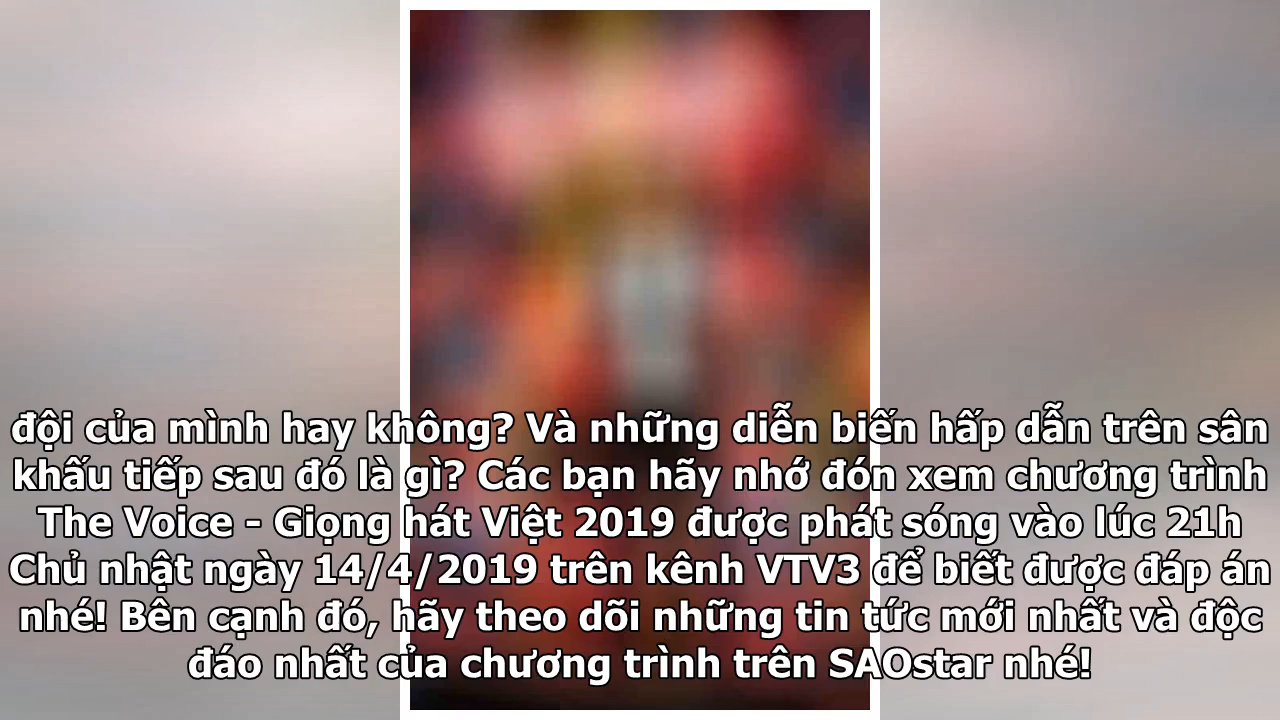 đội của mình hay không? Và những diễn biến hấp dẫn trên sân
khấu tiếp sau đó là gì? Các bạn hãy nhớ đón xem chương trình
The Voice - Giọng hát Việt 2019 được phát sóng vào lúc 21h
Chủ nhật ngày 14/4/2019 trên kênh VTV3 để biết được đáp án
nhé! Bên cạnh đó, hãy theo dõi những tin tức mới nhất và độc
đáo nhất của chương trình trên SAOstar nhé!